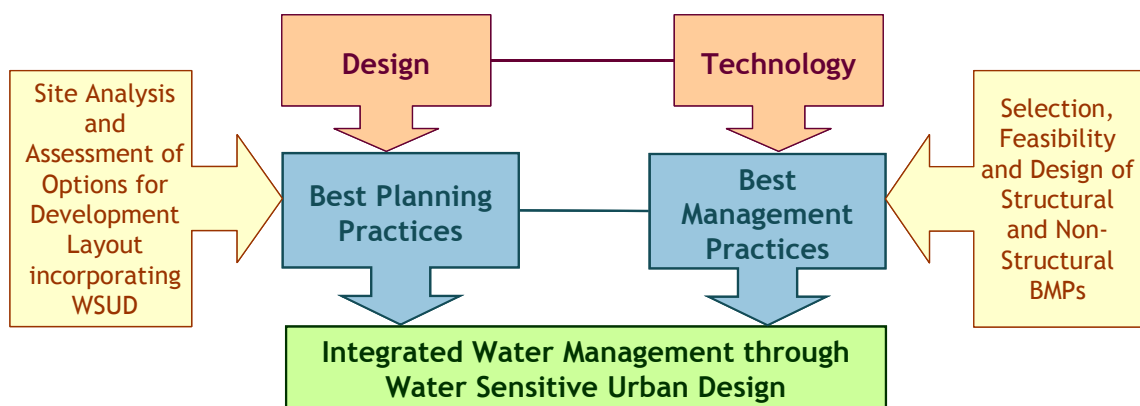 Design
Technology
Site Analysis
and
Assessment of
Options for
Development
Layout
incorporating
WSUD
Best Planning
Practices
Best
Management
Practices
Selection,
Feasibility
and Design of
Structural
and Non-
Structural
BMPs
Integrated Water Management through
Water Sensitive Urban Design